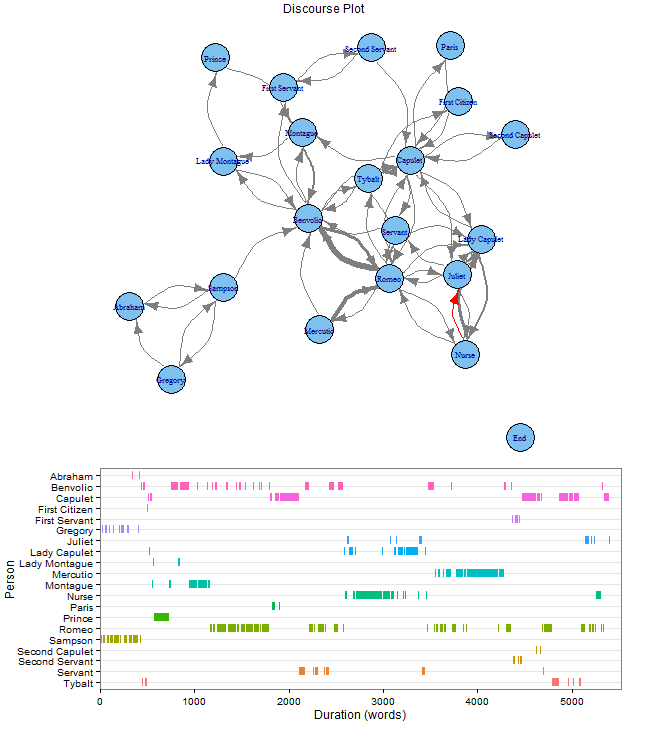 Discourse Plot
Paris
Second Servant
Prince
First Servant
First Citizen
Montague
Second Capulet
Lady Montague
Capulet
Tybalt
Benvolio
Servant
Lady Capulet
Juliet
Romeo
Sampson
Abraham
Mercutio
Nurse
Gregory
End
Person
Abraham
Benvolio
Capulet
First Citizen
First Servant
Gregory
Juliet
Lady Capulet
Lady Montague
Mercutio
Montague
Nurse
Paris
Prince
Romeo
Sampson
Second Capulet
Second Servant
Servant
Tybalt
0 1000 2000 3000 4000 5000
Duration (words)